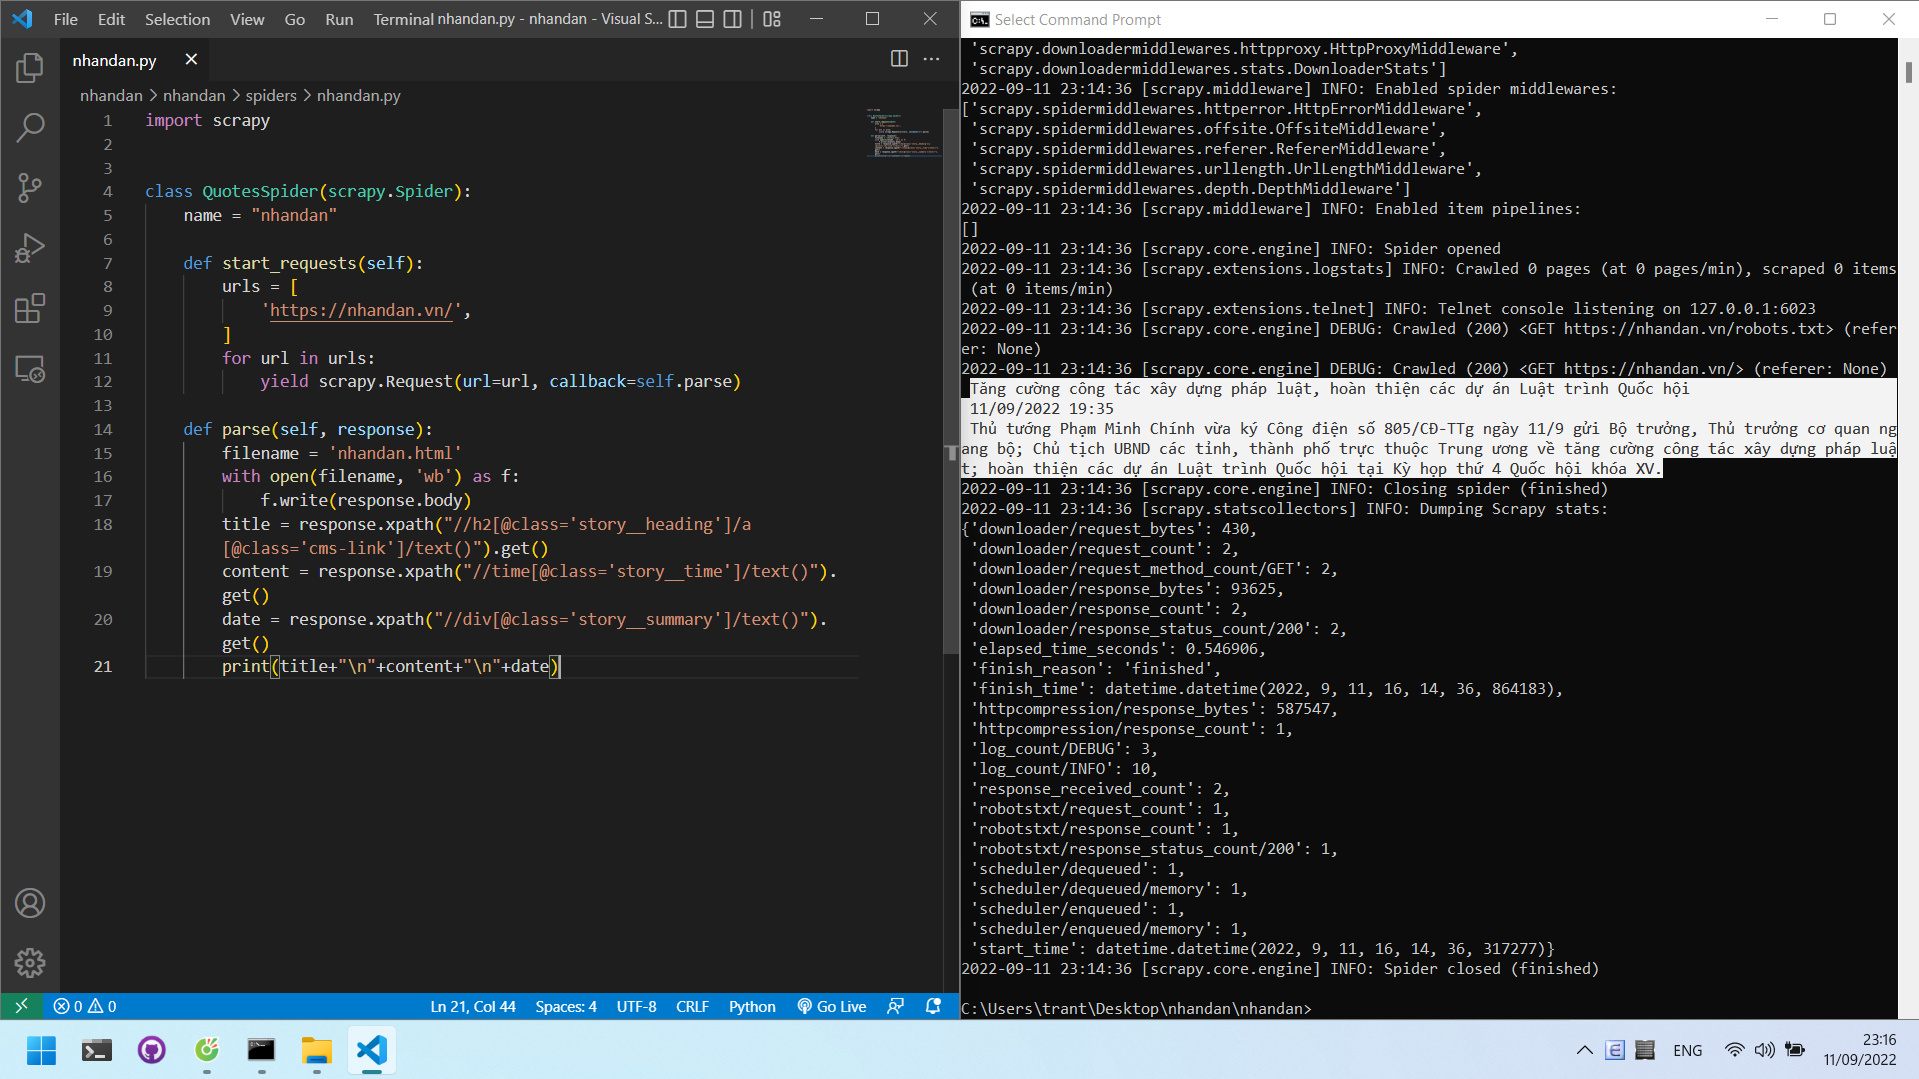 File Edit Selection View Go Run Terminal nhandan.py - nhandan - Visual S...
nhandan.py
nhandan > nhandan > spiders > nhandan.py
1 import scrapy
2
3
4 class QuotesSpider(scrapy.Spider):
5 name = "nhandan"
6
7 def start_requests(self):
8 urls = [
9 'https://nhandan.vn/',
10 ]
11 for url in urls:
12 yield scrapy.Request(url=url, callback=self.parse)
13
14 def parse(self, response):
15 filename = 'nhandan.html'
16 with open(filename, 'wb') as f:
17 f.write(response.body)
18 title = response.xpath("//h2[@class='story__heading']/a
[@class='cms-link']/text()").get()
19 content = response.xpath("//time[@class='story__time']/text()").
get()
20 date = response.xpath("//div[@class='story__summary']/text()").
get()
21 print(title+"\n"+content+"\n"+date)
0 0 Ln 21, Col 44 Spaces: 4 UTF-8 CRLF Python Go Live
Select Command Prompt
'scrapy.downloadermiddlewares.httpproxy.HttpProxyMiddleware',
'scrapy.downloadermiddlewares.stats.DownloaderStats']
2022-09-11 23:14:36 [scrapy.middleware] INFO: Enabled spider middlewares:
['scrapy.spidermiddlewares.httperror.HttpErrorMiddleware',
'scrapy.spidermiddlewares.offsite.OffsiteMiddleware',
'scrapy.spidermiddlewares.referer.RefererMiddleware',
'scrapy.spidermiddlewares.urllength.UrlLengthMiddleware',
'scrapy.spidermiddlewares.depth.DepthMiddleware']
2022-09-11 23:14:36 [scrapy.middleware] INFO: Enabled item pipelines:
[]
2022-09-11 23:14:36 [scrapy.core.engine] INFO: Spider opened
2022-09-11 23:14:36 [scrapy.extensions.logstats] INFO: Crawled 0 pages (at 0 pages/min), scraped 0 items
(at 0 items/min)
2022-09-11 23:14:36 [scrapy.extensions.telnet] INFO: Telnet console listening on 127.0.0.1:6023
2022-09-11 23:14:36 [scrapy.core.engine] DEBUG: Crawled (200) <GET https://nhandan.vn/robots.txt> (refer
er: None)
2022-09-11 23:14:36 [scrapy.core.engine] DEBUG: Crawled (200) <GET https://nhandan.vn/> (referer: None)
Tăng cường công tác xây dựng pháp luật, hoàn thiện các dự án Luật trình Quốc hội
11/09/2022 19:35
Thủ tướng Phạm Minh Chính vừa ký Công điện số 805/CĐ-TTg ngày 11/9 gửi Bộ trưởng, Thủ trưởng cơ quan ng
ang bộ; Chủ tịch UBND các tỉnh, thành phố trực thuộc Trung ương về tăng cường công tác xây dựng pháp luậ
t; hoàn thiện các dự án Luật trình Quốc hội tại Kỳ họp thứ 4 Quốc hội khóa XV.
2022-09-11 23:14:36 [scrapy.core.engine] INFO: Closing spider (finished)
2022-09-11 23:14:36 [scrapy.statscollectors] INFO: Dumping Scrapy stats:
{'downloader/request_bytes': 430,
'downloader/request_count': 2,
'downloader/request_method_count/GET': 2,
'downloader/response_bytes': 93625,
'downloader/response_count': 2,
'downloader/response_status_count/200': 2,
'elapsed_time_seconds': 0.546906,
'finish_reason': 'finished',
'finish_time': datetime.datetime(2022, 9, 11, 16, 14, 36, 864183),
'httpcompression/response_bytes': 587547,
'httpcompression/response_count': 1,
'log_count/DEBUG': 3,
'log_count/INFO': 10,
'response_received_count': 2,
'robotstxt/request_count': 1,
'robotstxt/response_count': 1,
'robotstxt/response_status_count/200': 1,
'scheduler/dequeued': 1,
'scheduler/dequeued/memory': 1,
'scheduler/enqueued': 1,
'scheduler/enqueued/memory': 1,
'start_time': datetime.datetime(2022, 9, 11, 16, 14, 36, 317277)}
2022-09-11 23:14:36 [scrapy.core.engine] INFO: Spider closed (finished)
C:\Users\trant\Desktop\nhandan\nhandan>
ENG
23:16
11/09/2022